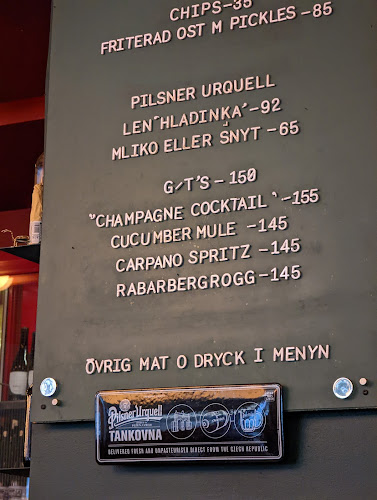 CHIPS-35
FRITERAD OST M PICKLES-85
PILSNER URQUELL
LEN´HLADINKA´-92
MLIKO ELLER ŠNYT-65
G/T'S-150
"CHAMPAGNE COCKTAIL"-155
CUCUMBER MULE -145
CARPANO SPRITZ -145
RABARBERGROGG-145
ÖVRIG MAT O DRYCK I MENYN
Pilsner Urquell
TANKOVNA
DELIVERED FRESH AND UNPASTEURISED DIRECT FROM THE CZECH REPUBLIC